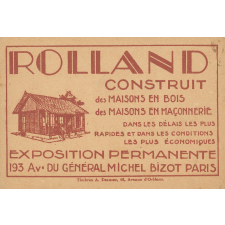 ROLLAND
CONSTRUIT
des MAISONS EN BOIS
des MAISONS EN MAÇONNERIE
DANS LES DÉLAIS LES PLUS
RAPIDES ET DANS LES CONDITIONS
LES PLUS ÉCONOMIQUES
EXPOSITION PERMANENTE
193 Avᵉ DU GÉNÉRAL MICHEL BIZOT PARIS